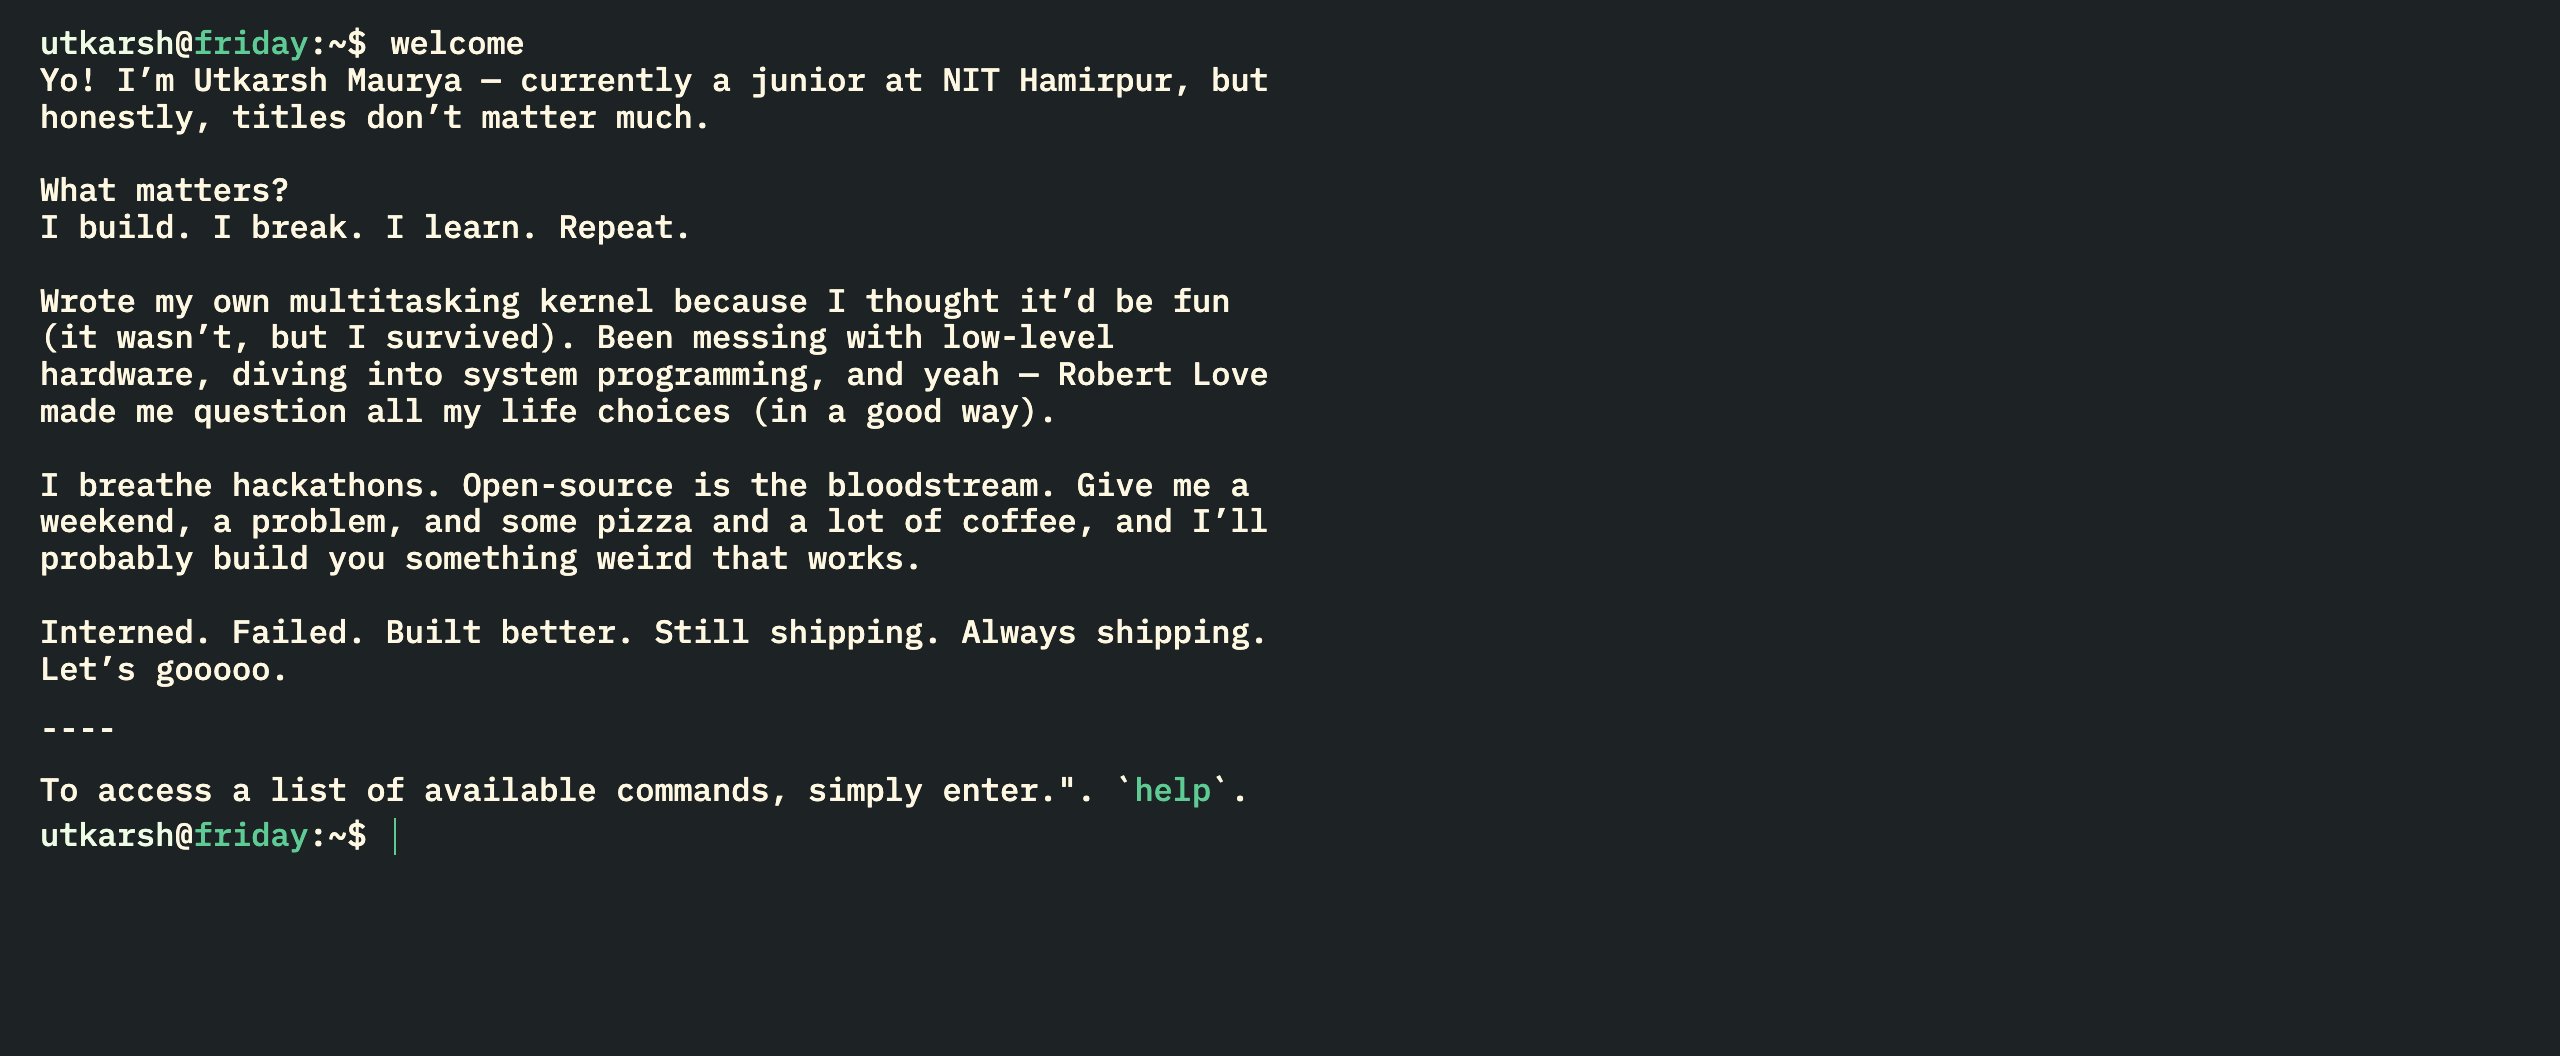 utkarsh@friday:~$ welcome
Yo! I’m Utkarsh Maurya — currently a junior at NIT Hamirpur, but
honestly, titles don’t matter much.
What matters?
I build. I break. I learn. Repeat.
Wrote my own multitasking kernel because I thought it’d be fun
(it wasn’t, but I survived). Been messing with low-level
hardware, diving into system programming, and yeah — Robert Love
made me question all my life choices (in a good way).
I breathe hackathons. Open-source is the bloodstream. Give me a
weekend, a problem, and some pizza and a lot of coffee, and I’ll
probably build you something weird that works.
Interned. Failed. Built better. Still shipping. Always shipping.
Let’s gooooo.
----
To access a list of available commands, simply enter.". `help`.
utkarsh@friday:~$